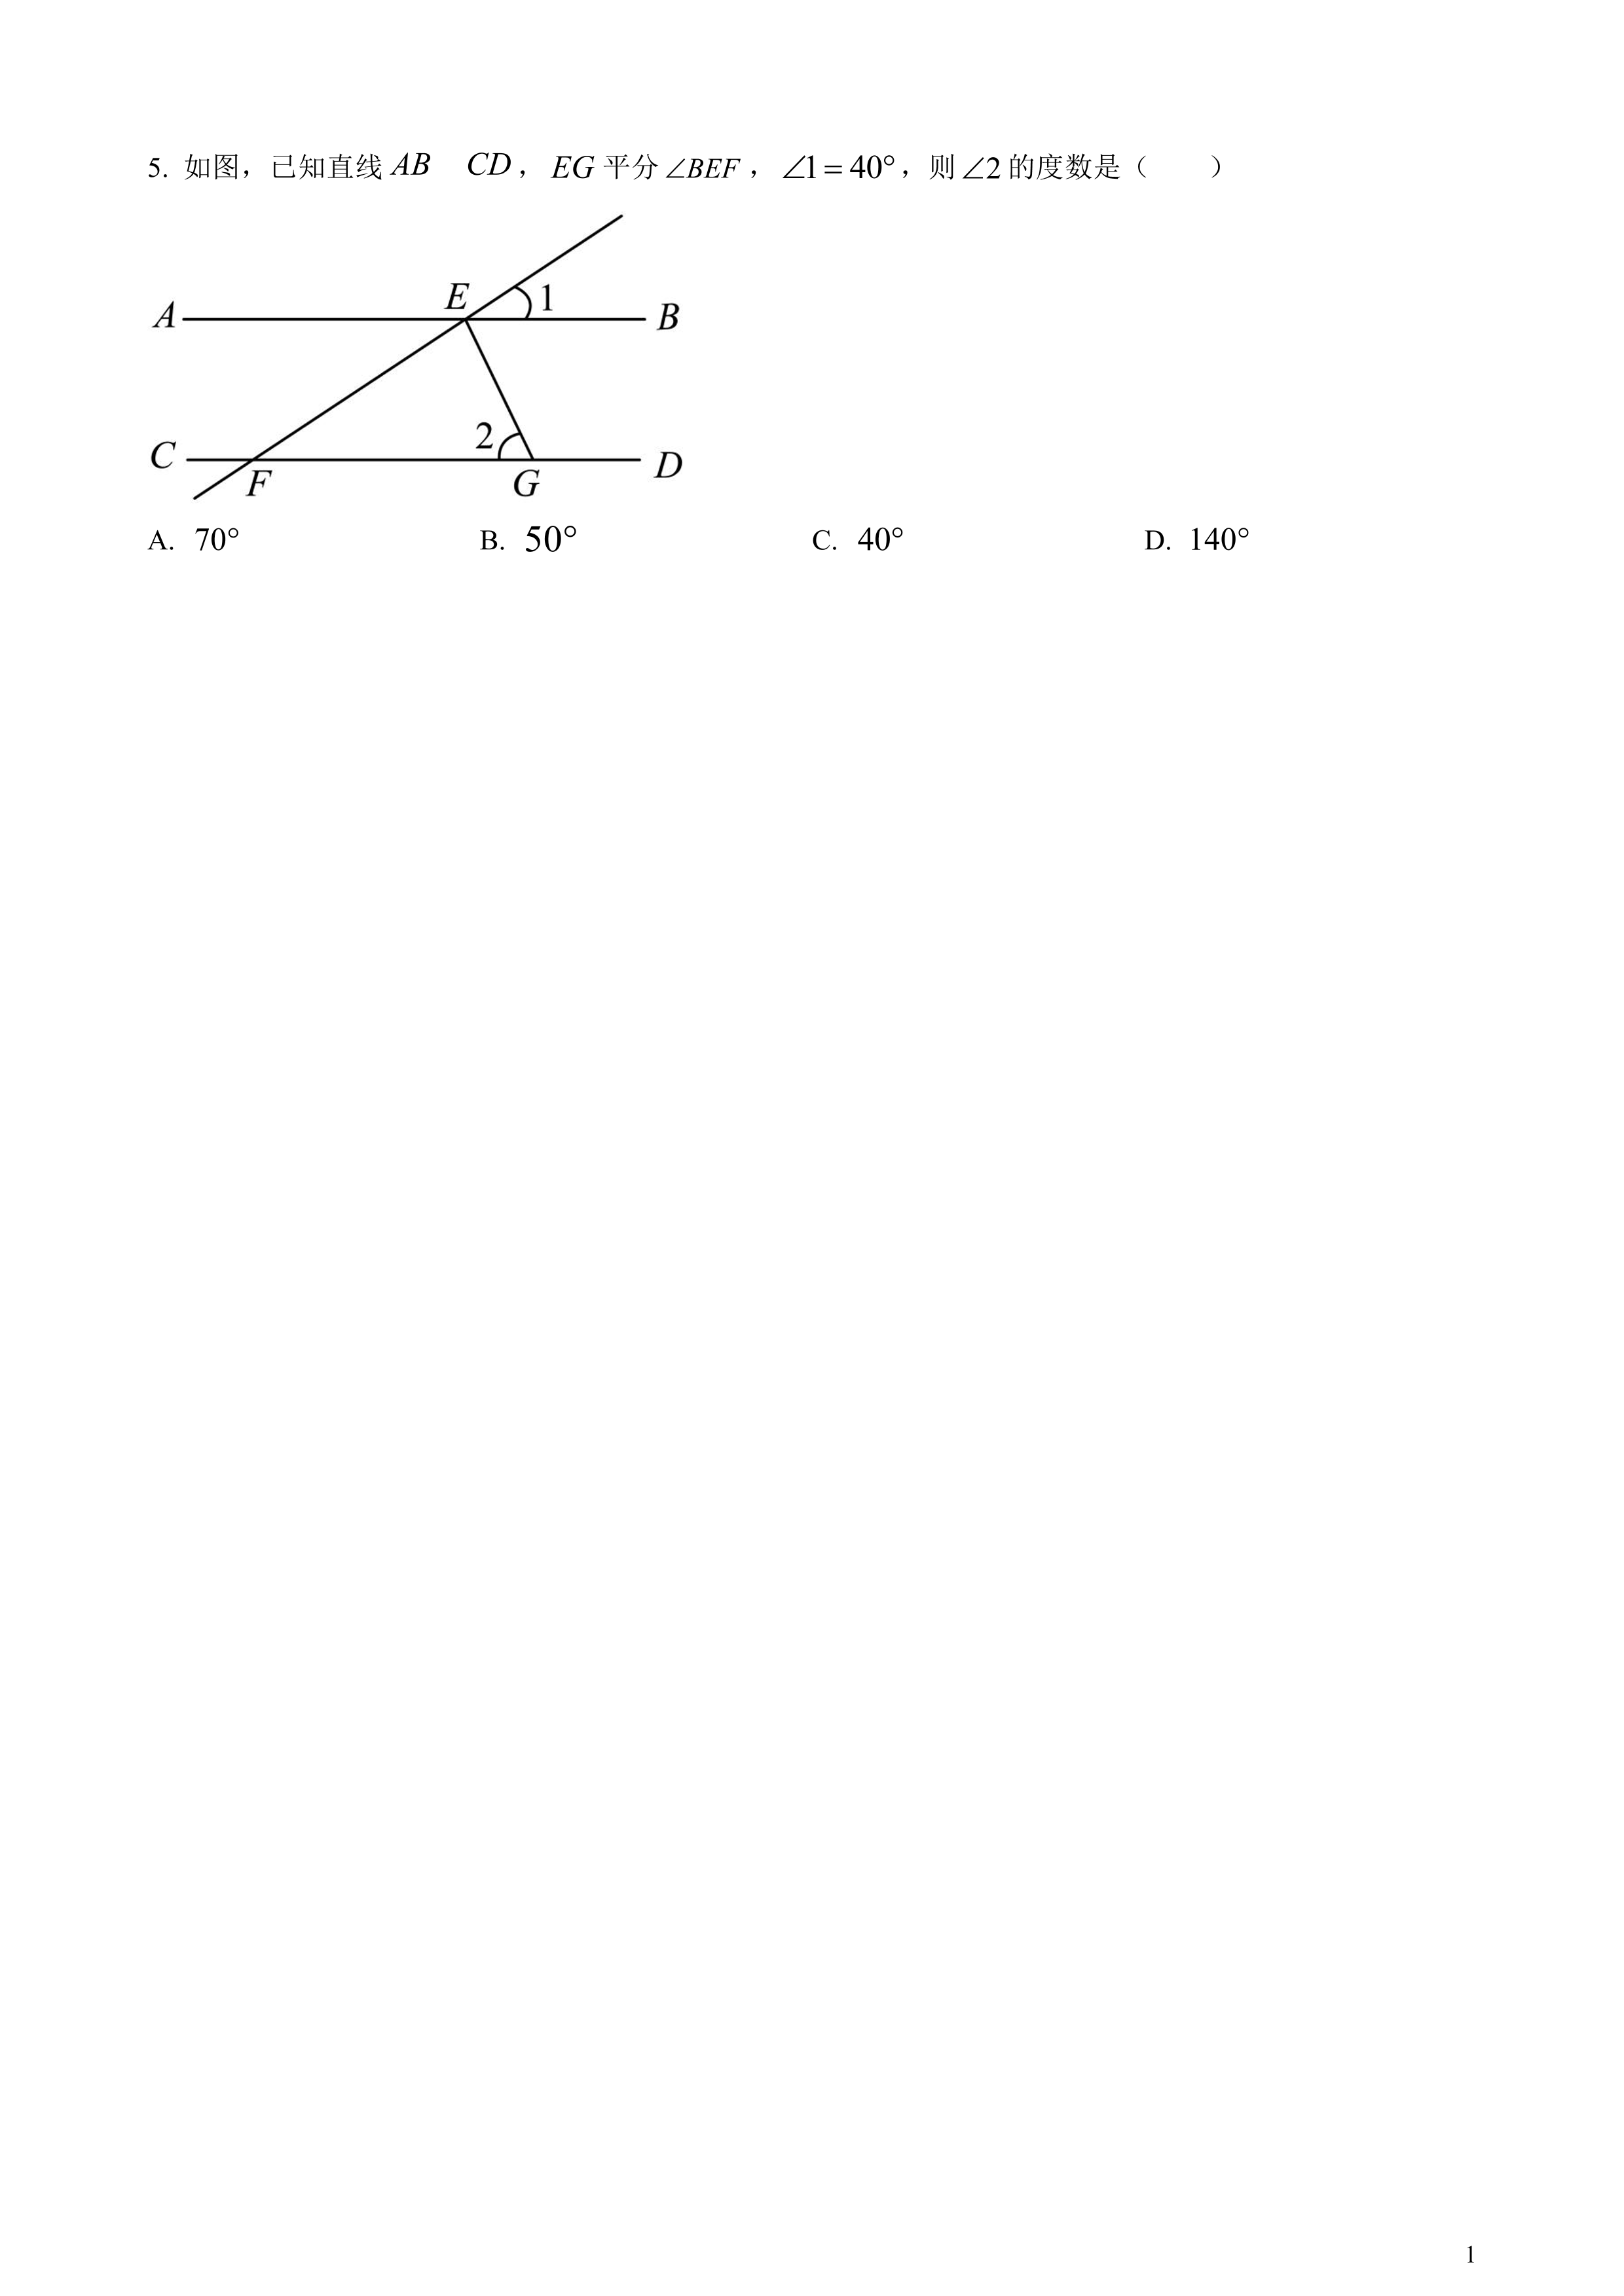 5. 如图，已知直线 AB CD，EG 平分 ∠BEF，∠1 = 40°，则 ∠2 的度数是（ ）
E 1
A B
2
C D
F G
A. 70° B. 50° C. 40° D. 140°
1